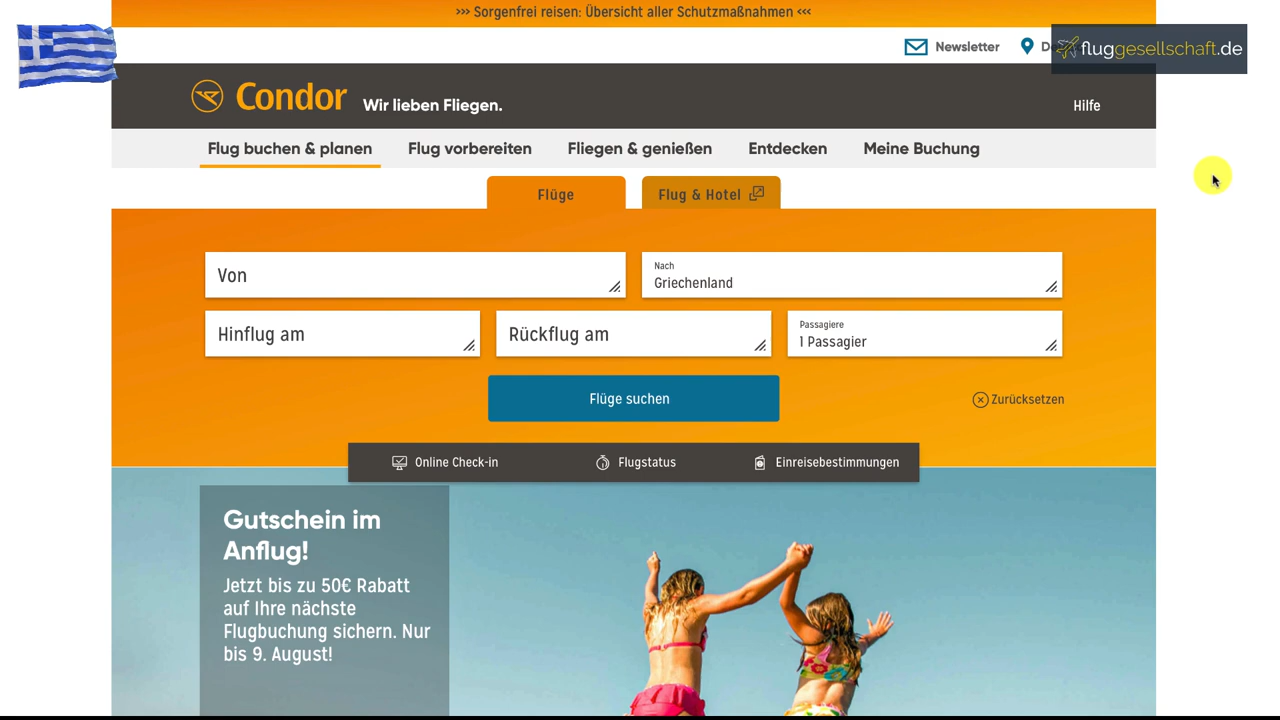 ››› Sorgenfrei reisen: Übersicht aller Schutzmaßnahmen ‹‹‹
Newsletter
fluggesellschaft.de
Condor Wir lieben Fliegen.
Hilfe
Flug buchen & planen Flug vorbereiten Fliegen & genießen Entdecken Meine Buchung
Flüge Flug & Hotel
Von
Nach
Griechenland
Hinflug am Rückflug am
Passagiere
1 Passagier
Flüge suchen
Zurücksetzen
Online Check-in Flugstatus Einreisebestimmungen
Gutschein im
Anflug!
Jetzt bis zu 50€ Rabatt
auf Ihre nächste
Flugbuchung sichern. Nur
bis 9. August!